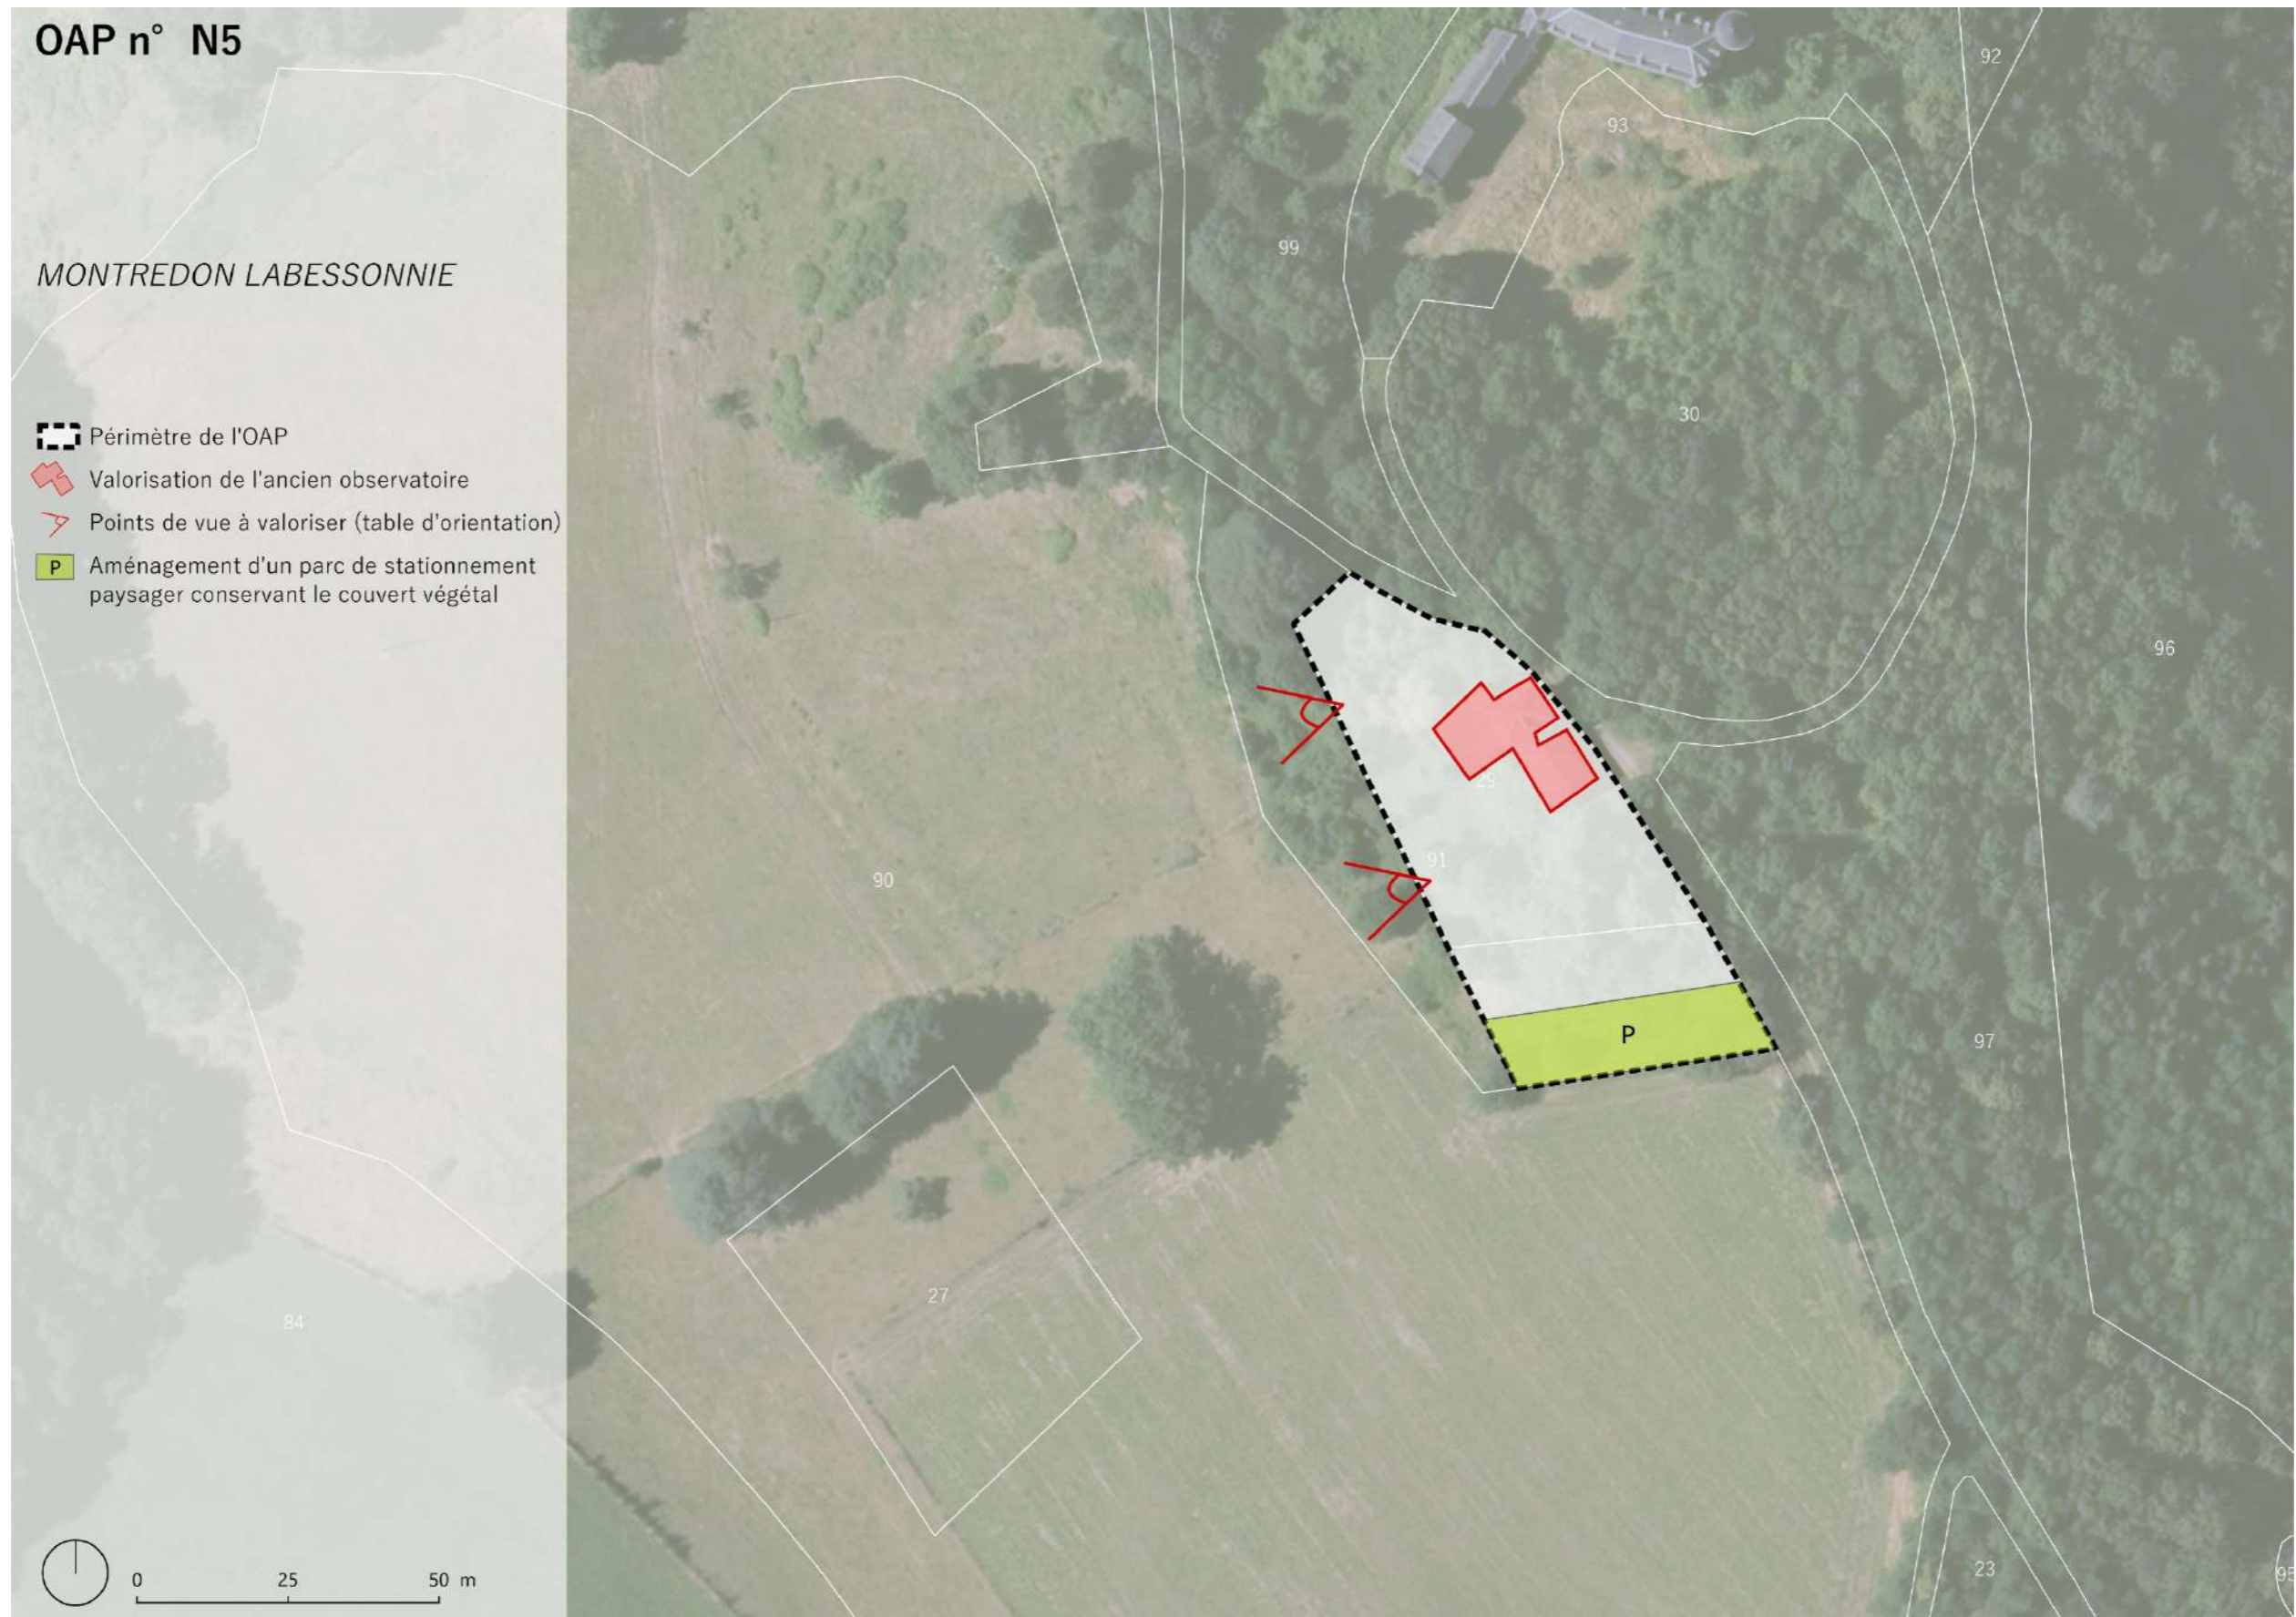 OAP n° N5
MONTREDON LABESSONNIE
Périmètre de l'OAP
Valorisation de l'ancien observatoire
Points de vue à valoriser (table d'orientation)
P Aménagement d'un parc de stationnement
paysager conservant le couvert végétal
92
93
99
30
96
29
91
90
P
97
27
84
23
95
0 25 50 m